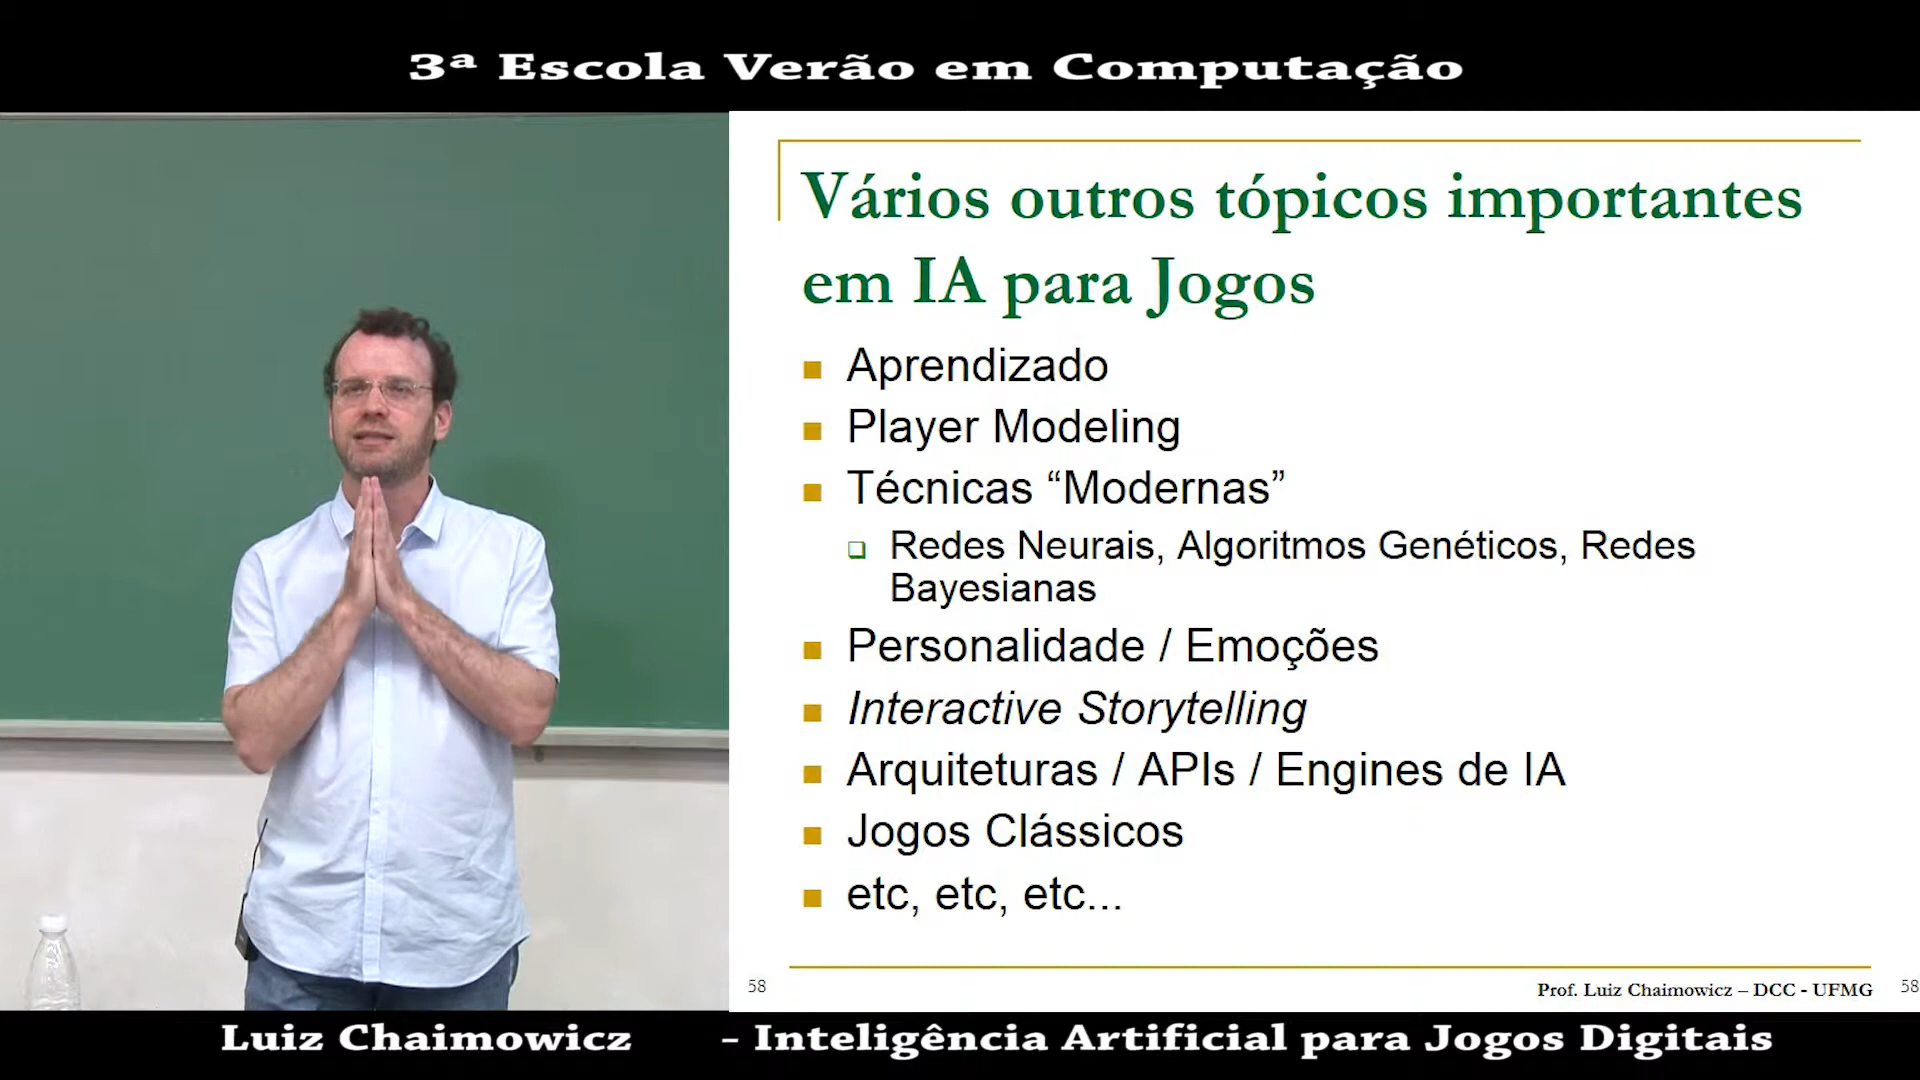 3ª Escola Verão em Computação
Vários outros tópicos importantes
em IA para Jogos
Aprendizado
Player Modeling
Técnicas “Modernas”
Redes Neurais, Algoritmos Genéticos, Redes
Bayesianas
Personalidade / Emoções
Interactive Storytelling
Arquiteturas / APIs / Engines de IA
Jogos Clássicos
etc, etc, etc...
58
Prof. Luiz Chaimowicz – DCC - UFMG
58
Luiz Chaimowicz – Inteligência Artificial para Jogos Digitais